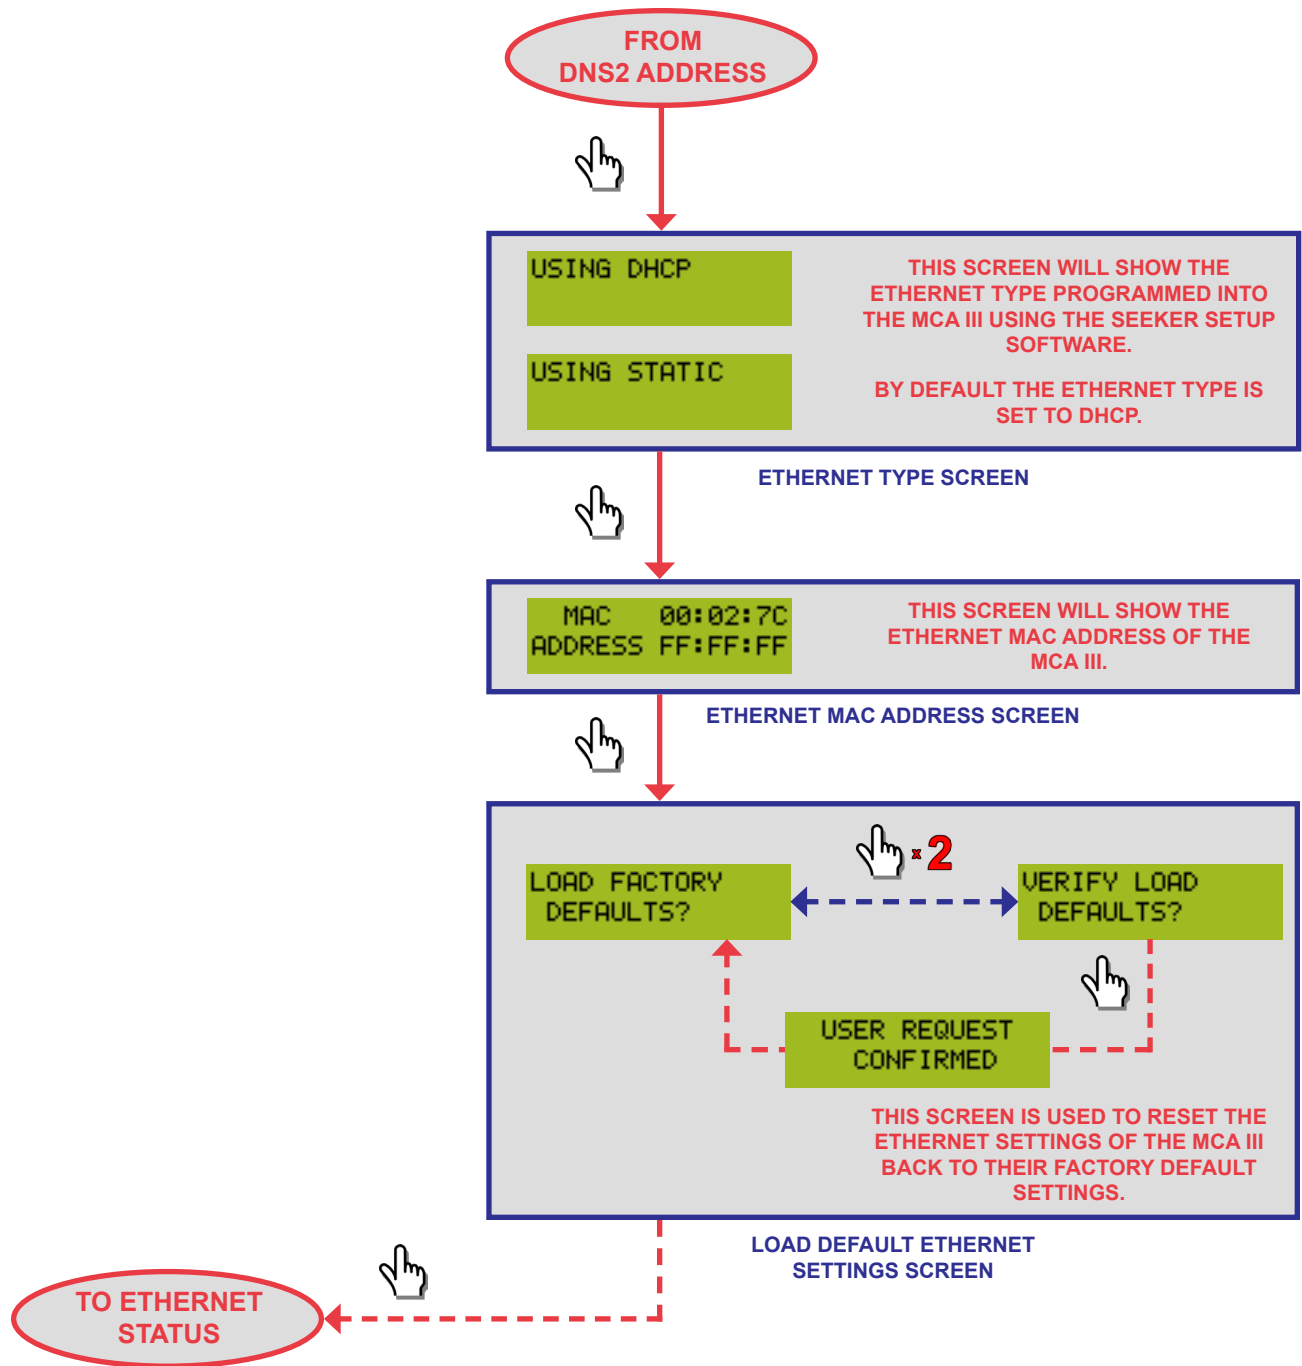 FROM
DNS2 ADDRESS
USING DHCP
THIS SCREEN WILL SHOW THE
ETHERNET TYPE PROGRAMMED INTO
THE MCA III USING THE SEEKER SETUP
SOFTWARE.
USING STATIC
BY DEFAULT THE ETHERNET TYPE IS
SET TO DHCP.
ETHERNET TYPE SCREEN
MAC 00:02:7C
ADDRESS FF:FF:FF
THIS SCREEN WILL SHOW THE
ETHERNET MAC ADDRESS OF THE
MCA III.
ETHERNET MAC ADDRESS SCREEN
x 2
LOAD FACTORY
DEFAULTS?
VERIFY LOAD
DEFAULTS?
USER REQUEST
CONFIRMED
THIS SCREEN IS USED TO RESET THE
ETHERNET SETTINGS OF THE MCA III
BACK TO THEIR FACTORY DEFAULT
SETTINGS.
LOAD DEFAULT ETHERNET
SETTINGS SCREEN
TO ETHERNET
STATUS